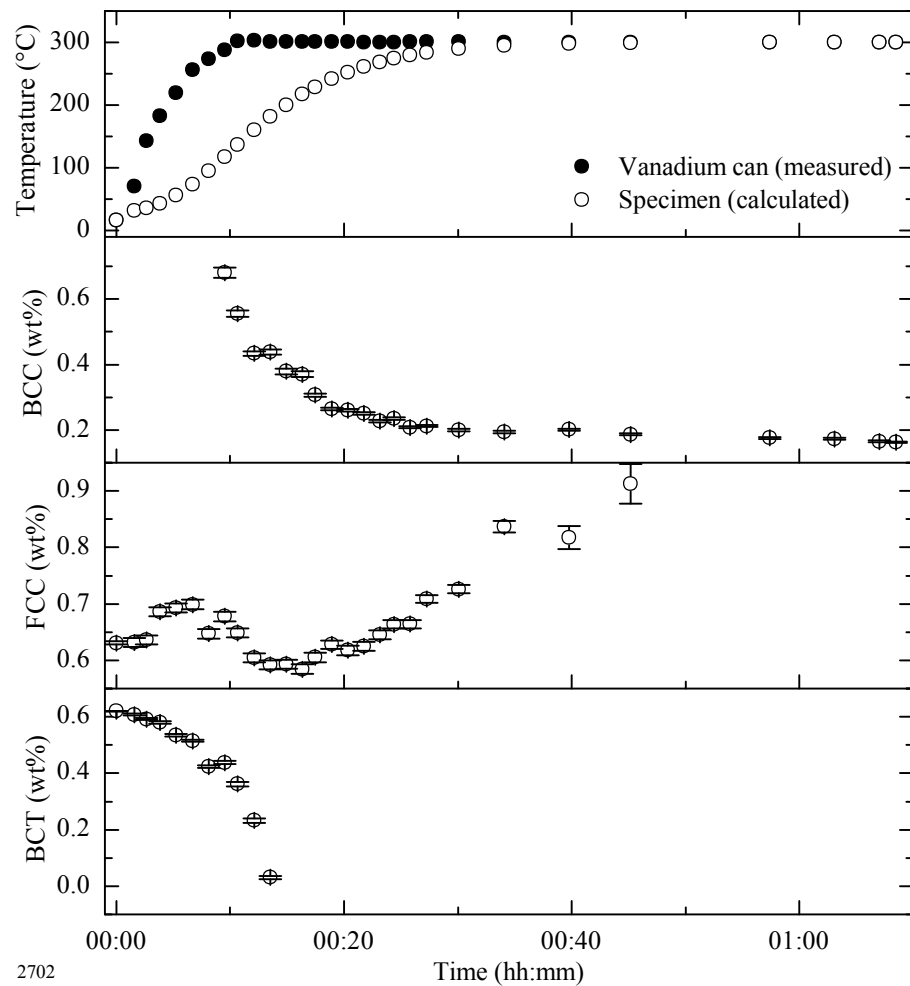 Temperature (°C)
300
200
100
0
Vanadium can (measured)
Specimen (calculated)
BCC (wt%)
0.6
0.4
0.2
FCC (wt%)
0.9
0.8
0.7
0.6
BCT (wt%)
0.6
0.4
0.2
0.0
00:00
00:20
00:40
01:00
Time (hh:mm)
2702